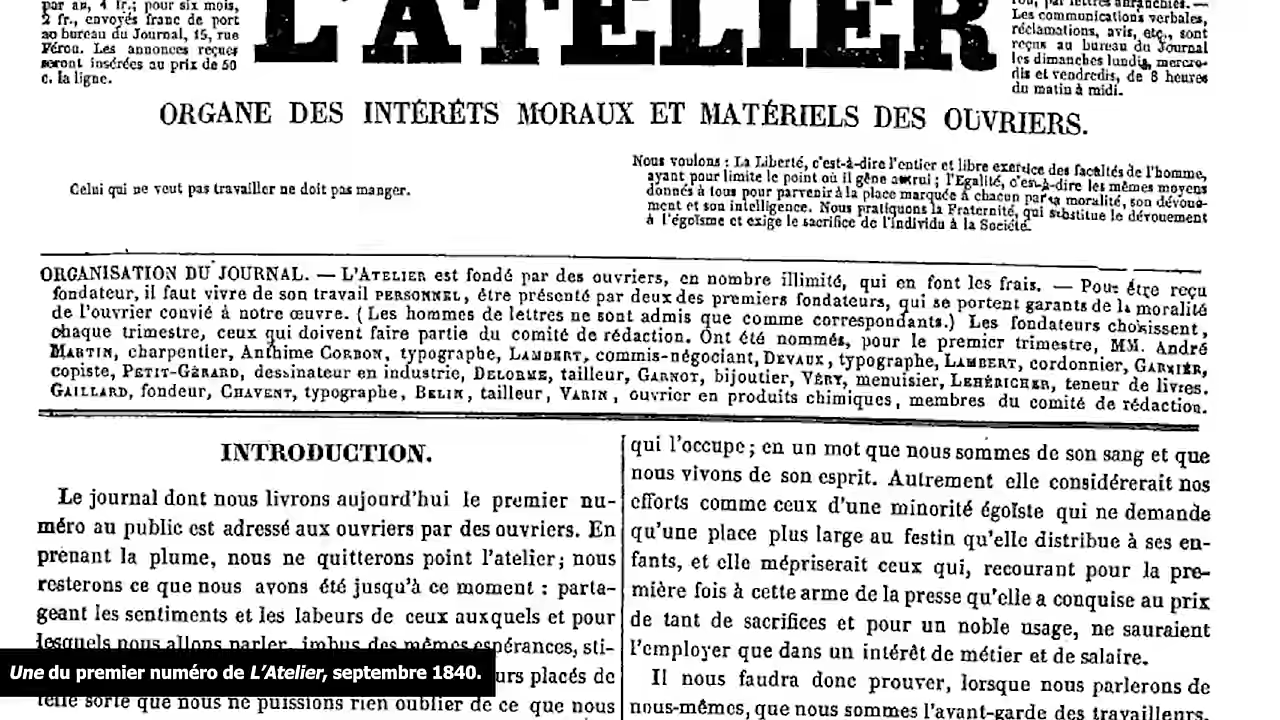 par an, 4 fr.; pour six mois,
2 fr., envoyés franc de port
au bureau du Journal, 15, rue
Férou. Les annonces reçues
seront insérées au prix de 50
c. la ligne.
L'ATELIER
rou, par lettres affranchies. —
Les communications verbales,
réclamations, avis, etc., sont
reçus au bureau du Journal
les dimanches lundis, mercre-
dis et vendredis, de 8 heures
du matin à midi.
ORGANE DES INTÉRÊTS MORAUX ET MATÉRIELS DES OUVRIERS.
Celui qui ne veut pas travailler ne doit pas manger.
Nous voulons : La Liberté, c'est-à-dire l'entier et libre exercice des facultés de l'homme,
ayant pour limite le point où il gêne autrui ; l'Egalité, c'est-à-dire les mêmes moyens
donnés à tous pour parvenir à la place marquée à chacun par sa moralité, son dévoue-
ment et son intelligence. Nous pratiquons la Fraternité, qui substitue le dévouement
à l'égoïsme et exige le sacrifice de l'individu à la Société.
ORGANISATION DU JOURNAL. — L'ATELIER est fondé par des ouvriers, en nombre illimité, qui en font les frais. — Pour être reçu
fondateur, il faut vivre de son travail PERSONNEL, être présenté par deux des premiers fondateurs, qui se portent garants de la moralité
de l'ouvrier convié à notre œuvre. (Les hommes de lettres ne sont admis que comme correspondants.) Les fondateurs choisissent,
chaque trimestre, ceux qui doivent faire partie du comité de rédaction. Ont été nommés, pour le premier trimestre, MM. André
MARTIN, charpentier, Anthime CORBON, typographe, LAMBERT, commis-négociant, DEVAUX, typographe, LAMBERT, cordonnier, GARNIER,
copiste, PETIT-GÉRARD, dessinateur en industrie, DELORME, tailleur, GARNOT, bijoutier, VÉRY, menuisier, LEHÉRICHER, teneur de livres.
GAILLARD, fondeur, CHAVENT, typographe, BELIN, tailleur, VARIN, ouvrier en produits chimiques, membres du comité de rédaction.
INTRODUCTION.
Le journal dont nous livrons aujourd'hui le premier nu-
méro au public est adressé aux ouvriers par des ouvriers. En
prenant la plume, nous ne quitterons point l'atelier; nous
resterons ce que nous avons été jusqu'à ce moment : parta-
geant les sentiments et les labeurs de ceux auxquels et pour
lesquels nous allons parler, imbus des mêmes espérances, sti-
urs placés de
telle sorte que nous ne puissions rien oublier de ce que nous
qui l'occupe; en un mot que nous sommes de son sang et que
nous vivons de son esprit. Autrement elle considérerait nos
efforts comme ceux d'une minorité égoïste qui ne demande
qu'une place plus large au festin qu'elle distribue à ses en-
fants, et elle mépriserait ceux qui, recourant pour la pre-
mière fois à cette arme de la presse qu'elle a conquise au prix
de tant de sacrifices et pour un noble usage, ne sauraient
l'employer que dans un intérêt de métier et de salaire.
Il nous faudra donc prouver, lorsque nous parlerons de
nous-mêmes, que nous sommes l'avant-garde des travailleurs,
Une du premier numéro de L'Atelier, septembre 1840.